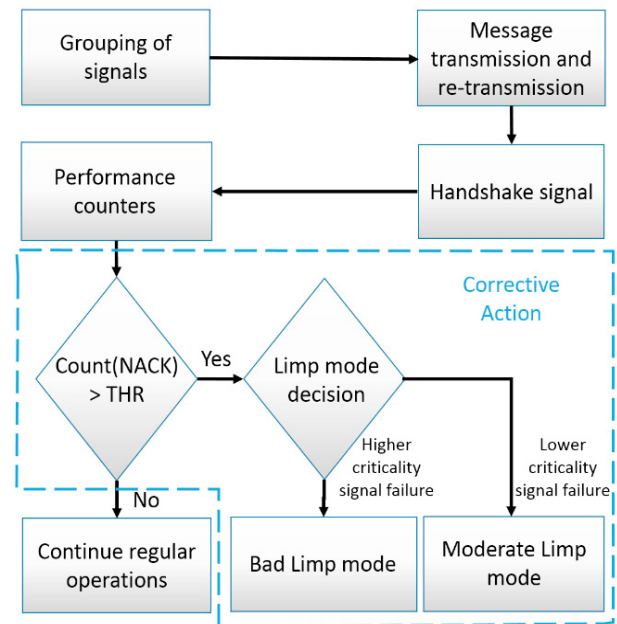 Grouping of
signals
Message
transmission and
re-transmission
Performance
counters
Handshake signal
Corrective
Action
Count(NACK)
> THR
Yes
Limp mode
decision
Higher
criticality
signal failure
Lower
criticality
signal failure
No
Continue regular
operations
Bad Limp mode
Moderate Limp
mode